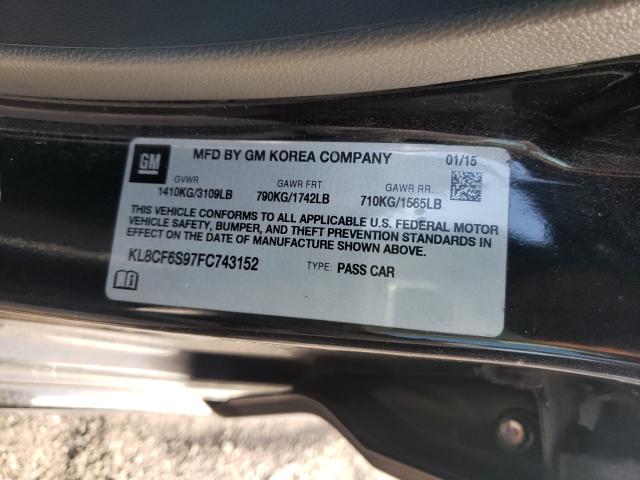 GM
MFD BY GM KOREA COMPANY 01/15
GVWR GAWR FRT. GAWR RR.
1410KG/3109LB 790KG/1742LB 710KG/1565LB
THIS VEHICLE CONFORMS TO ALL APPLICABLE U.S. FEDERAL MOTOR
VEHICLE SAFETY, BUMPER, AND THEFT PREVENTION STANDARDS IN
EFFECT ON THE DATE OF MANUFACTURE SHOWN ABOVE.
KL8CF6S97FC743152 TYPE: PASS CAR